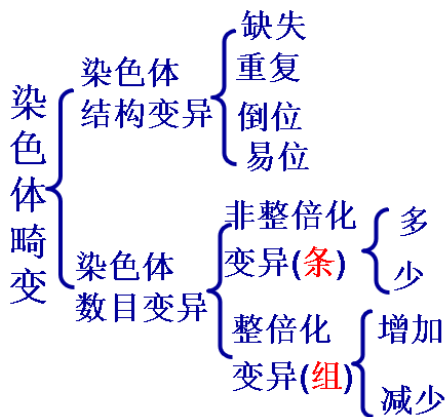 染色体畸变
染色体
结构变异
缺失
重复
倒位
易位
染色体
数目变异
非整倍化
变异(条)
多
少
整倍化
变异(组)
增加
减少